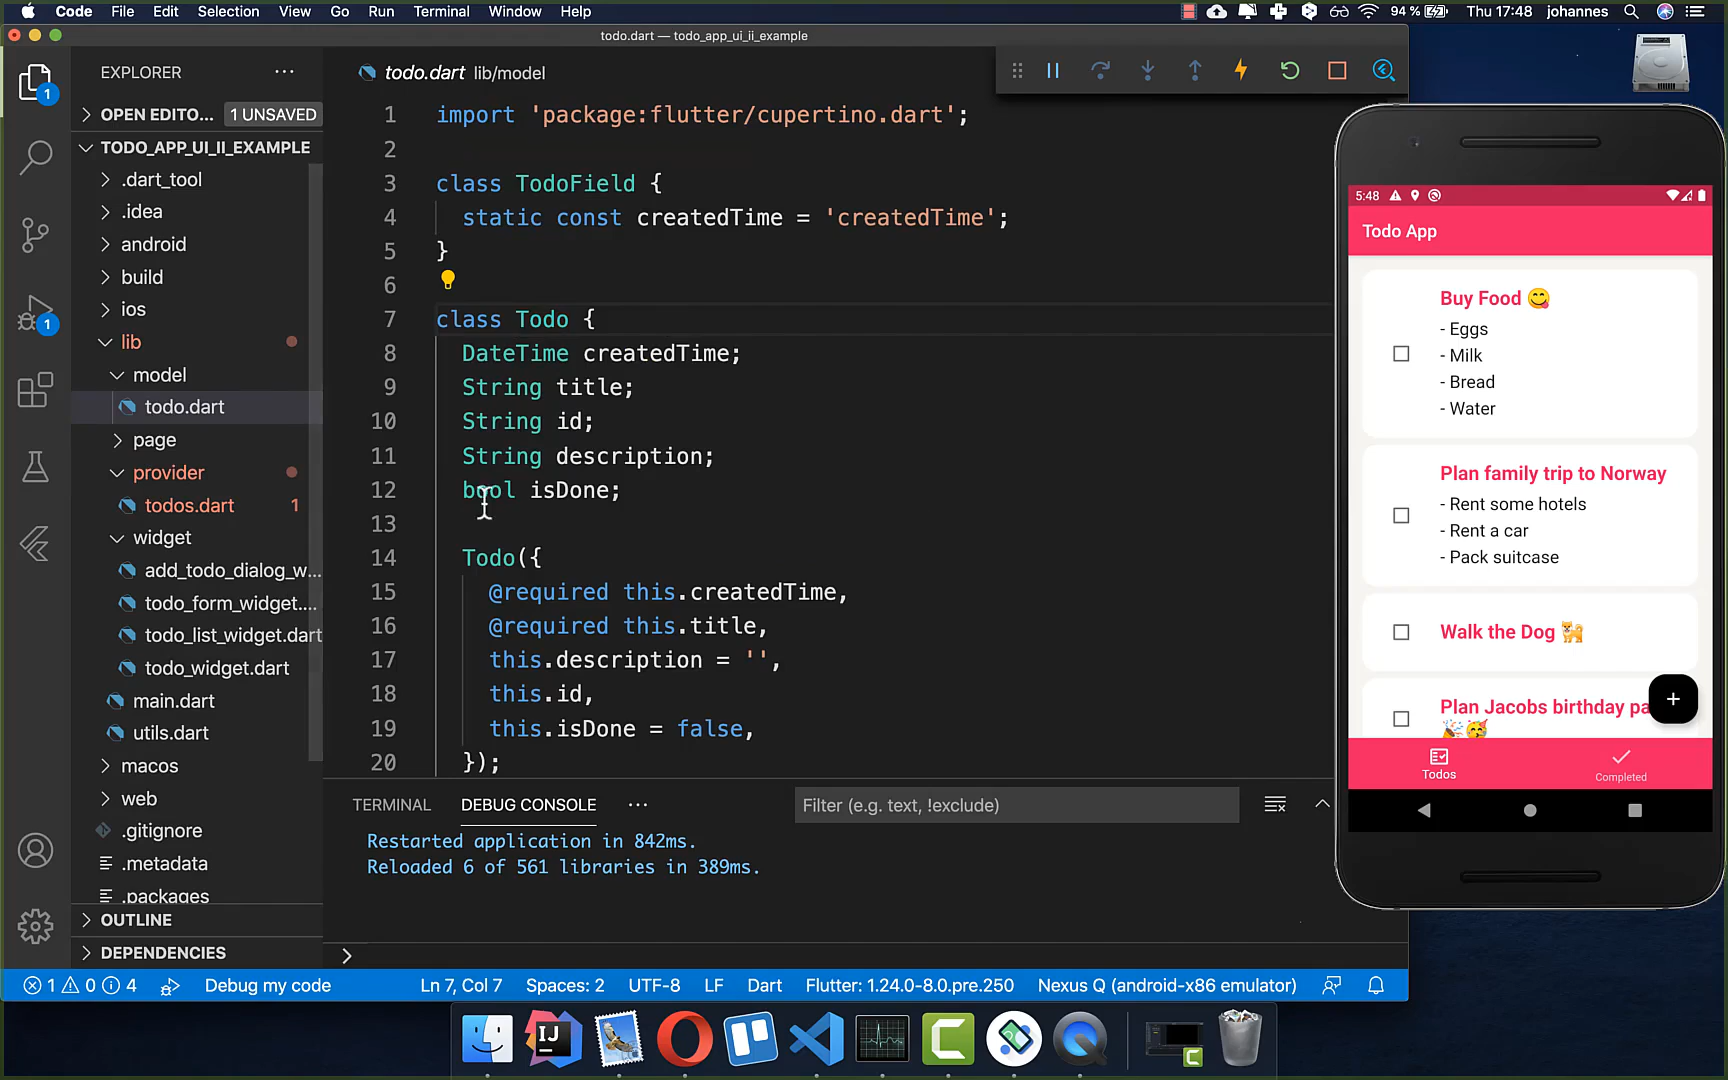 Code File Edit Selection View Go Run Terminal Window Help
94 % Thu 17:48 johannes
todo.dart — todo_app_ui_ii_example
EXPLORER
OPEN EDITO... 1 UNSAVED
TODO_APP_UI_II_EXAMPLE
.dart_tool
.idea
android
build
ios
lib
model
todo.dart
page
provider
todos.dart 1
widget
add_todo_dialog_w...
todo_form_widget....
todo_list_widget.dart
todo_widget.dart
main.dart
utils.dart
macos
web
.gitignore
.metadata
.packages
OUTLINE
DEPENDENCIES
1
1
todo.dart lib/model
1 import 'package:flutter/cupertino.dart';
2
3 class TodoField {
4 static const createdTime = 'createdTime';
5 }
6
7 class Todo {
8 DateTime createdTime;
9 String title;
10 String id;
11 String description;
12 bool isDone;
13
14 Todo({
15 @required this.createdTime,
16 @required this.title,
17 this.description = '',
18 this.id,
19 this.isDone = false,
20 });
TERMINAL DEBUG CONSOLE ... Filter (e.g. text, !exclude)
Restarted application in 842ms.
Reloaded 6 of 561 libraries in 389ms.
1 0 4 Debug my code Ln 7, Col 7 Spaces: 2 UTF-8 LF Dart Flutter: 1.24.0-8.0.pre.250 Nexus Q (android-x86 emulator)
5:48
Todo App
Buy Food 😋
- Eggs
- Milk
- Bread
- Water
Plan family trip to Norway
- Rent some hotels
- Rent a car
- Pack suitcase
Walk the Dog 🐕
Plan Jacobs birthday pa
🎉🥳
+
Todos Completed
IJ
C
C